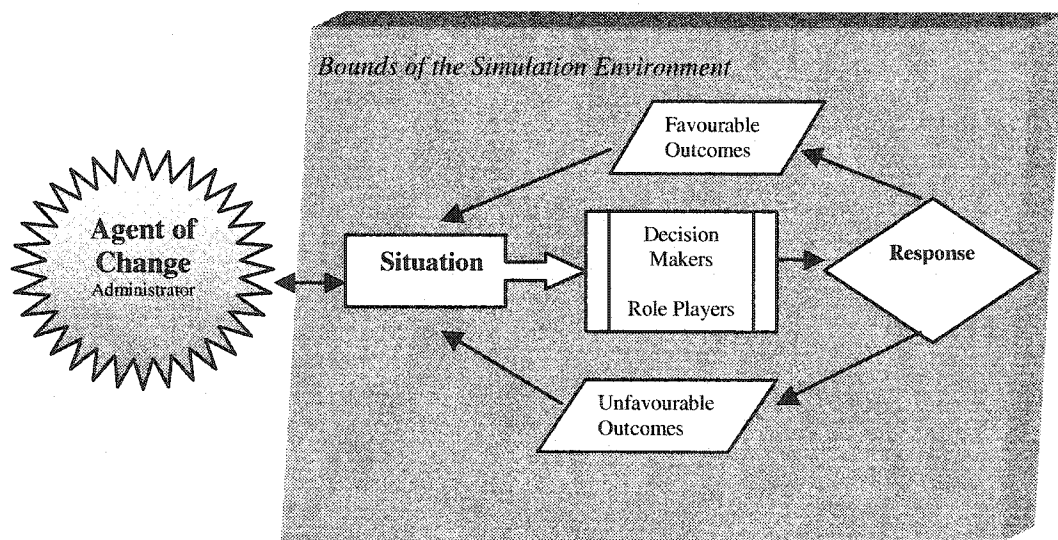 Bounds of the Simulation Environment
Favourable
Outcomes
Agent of
Change
Administrator
Situation
Decision
Makers
Role Players
Response
Unfavourable
Outcomes